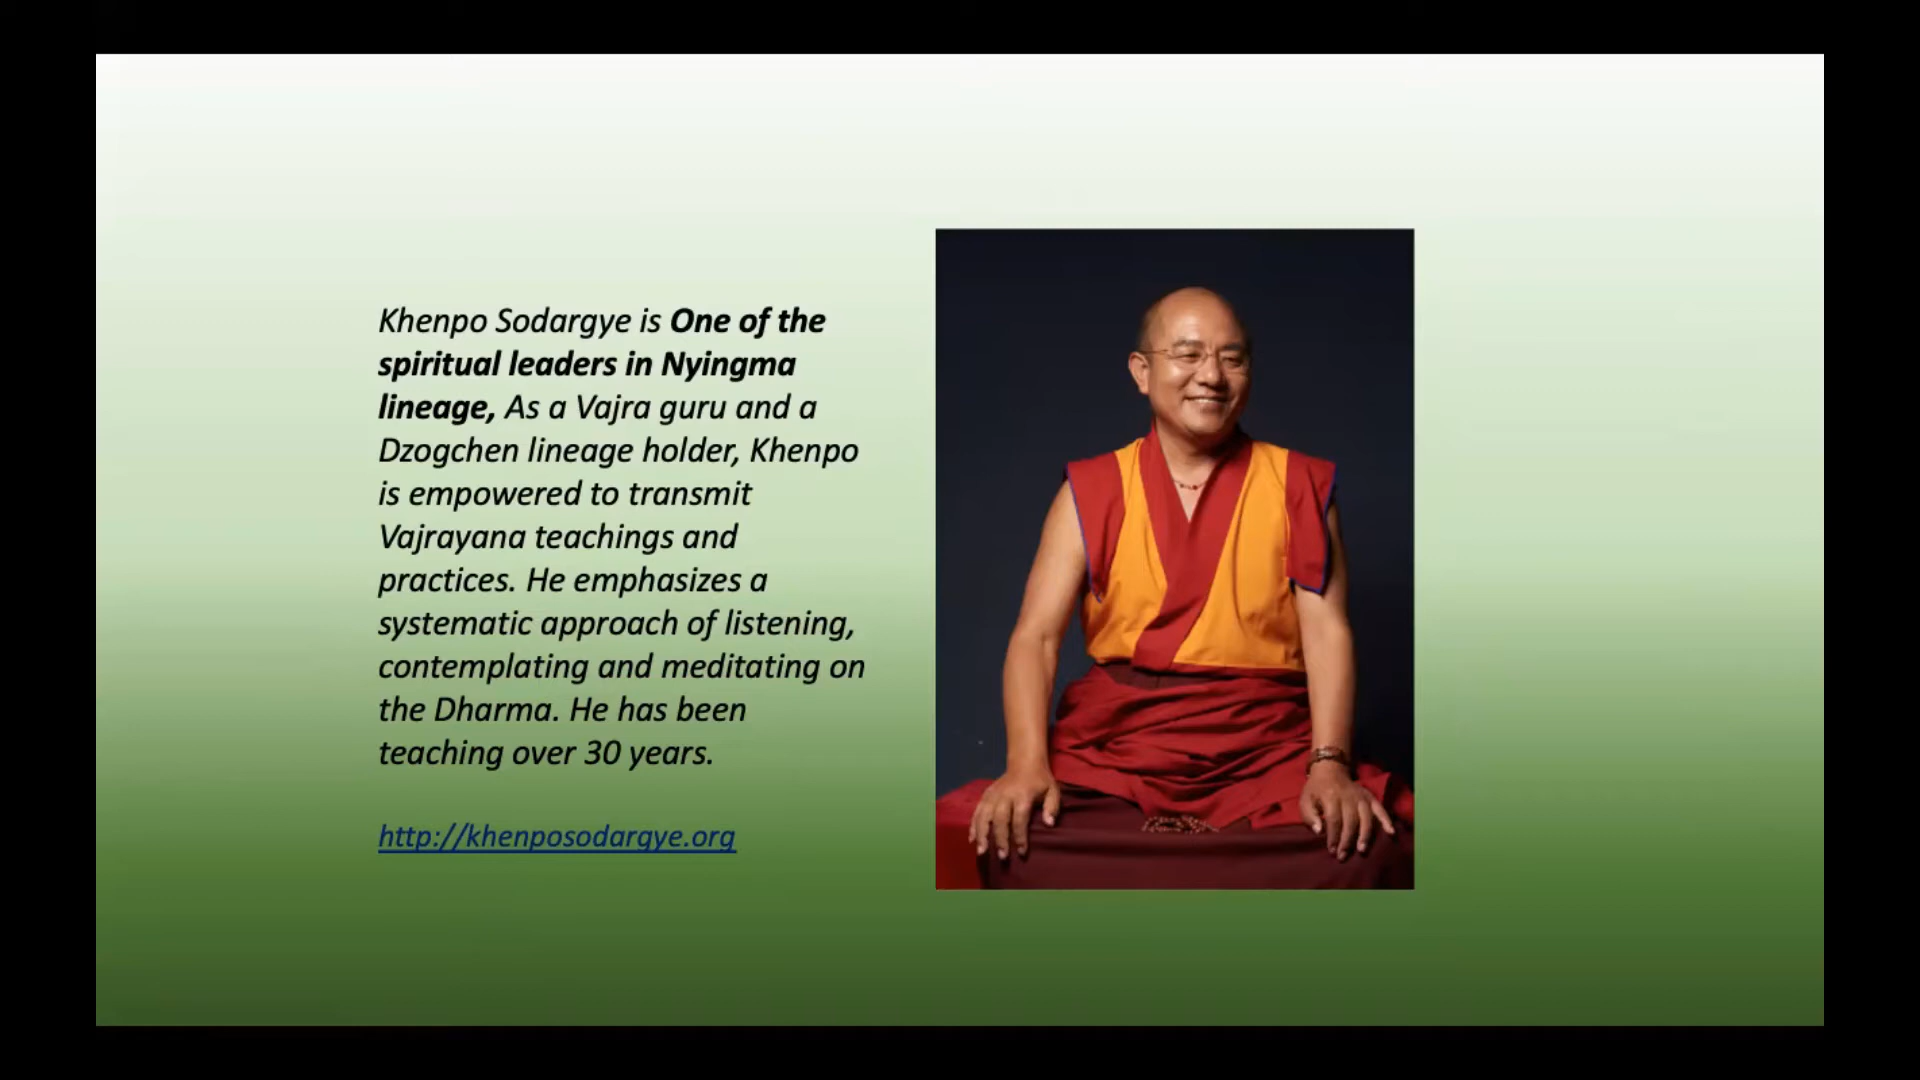 Khenpo Sodargye is One of the
spiritual leaders in Nyingma
lineage, As a Vajra guru and a
Dzogchen lineage holder, Khenpo
is empowered to transmit
Vajrayana teachings and
practices. He emphasizes a
systematic approach of listening,
contemplating and meditating on
the Dharma. He has been
teaching over 30 years.
http://khenposodargye.org